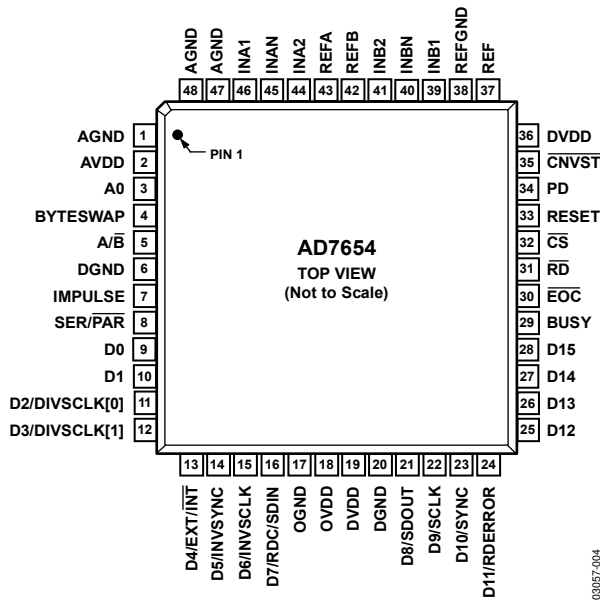 AGND
AGND
INA1
INAN
INA2
REFA
REFB
INB2
INBN
INB1
REFGND
REF
48 47 46 45 44 43 42 41 40 39 38 37
AGND 1
AVDD 2
A0 3
BYTESWAP 4
A/B̅ 5
DGND 6
IMPULSE 7
SER/P̅A̅R̅ 8
D0 9
D1 10
D2/DIVSCLK[0] 11
D3/DIVSCLK[1] 12
PIN 1
AD7654
TOP VIEW
(Not to Scale)
36 DVDD
35 C̅N̅V̅S̅T̅
34 PD
33 RESET
32 C̅S̅
31 R̅D̅
30 E̅O̅C̅
29 BUSY
28 D15
27 D14
26 D13
25 D12
13 14 15 16 17 18 19 20 21 22 23 24
D4/EXT/I̅N̅T̅
D5/INVSYNC
D6/INVSCLK
D7/RDC/SDIN
OGND
OVDD
DVDD
DGND
D8/SDOUT
D9/SCLK
D10/SYNC
D11/RDERROR
03057-004